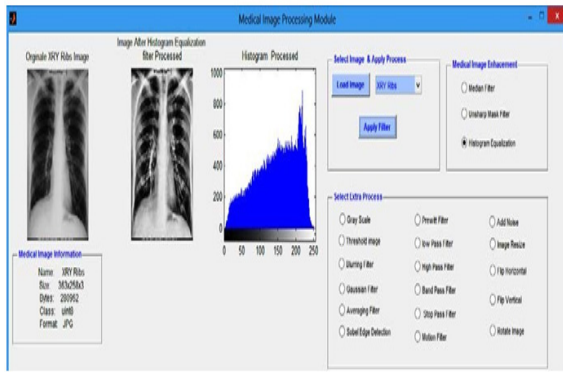 Medical Image Processing Module
Orginale XRY Ribs Image
Image After Histogram Equalization
filter Processed
Histogram Processed
1000
800
600
400
200
0
0 50 100 150 200 250
Select Image & Apply Process
Load Image
XRY Ribs
Apply Filter
Medical Image Enhacement
Median Filter
Unsharp Mask Filter
Histogram Equalization
Medical Image Information
Name: XRY Ribs
Size:
Bytes: 280952
Class: uint8
Format: JPG
Select Extra Process
Gray Scale
Threshold image
Blurring Filter
Gaussian Filter
Averaging Filter
Sobel Edge Detection
Prewitt Filter
low Pass Filter
High Pass Filter
Band Pass Filter
Stop Pass Filter
Motion Filter
Add Noise
Image Resize
Flip Horizontal
Flip Vertical
Rotate Image